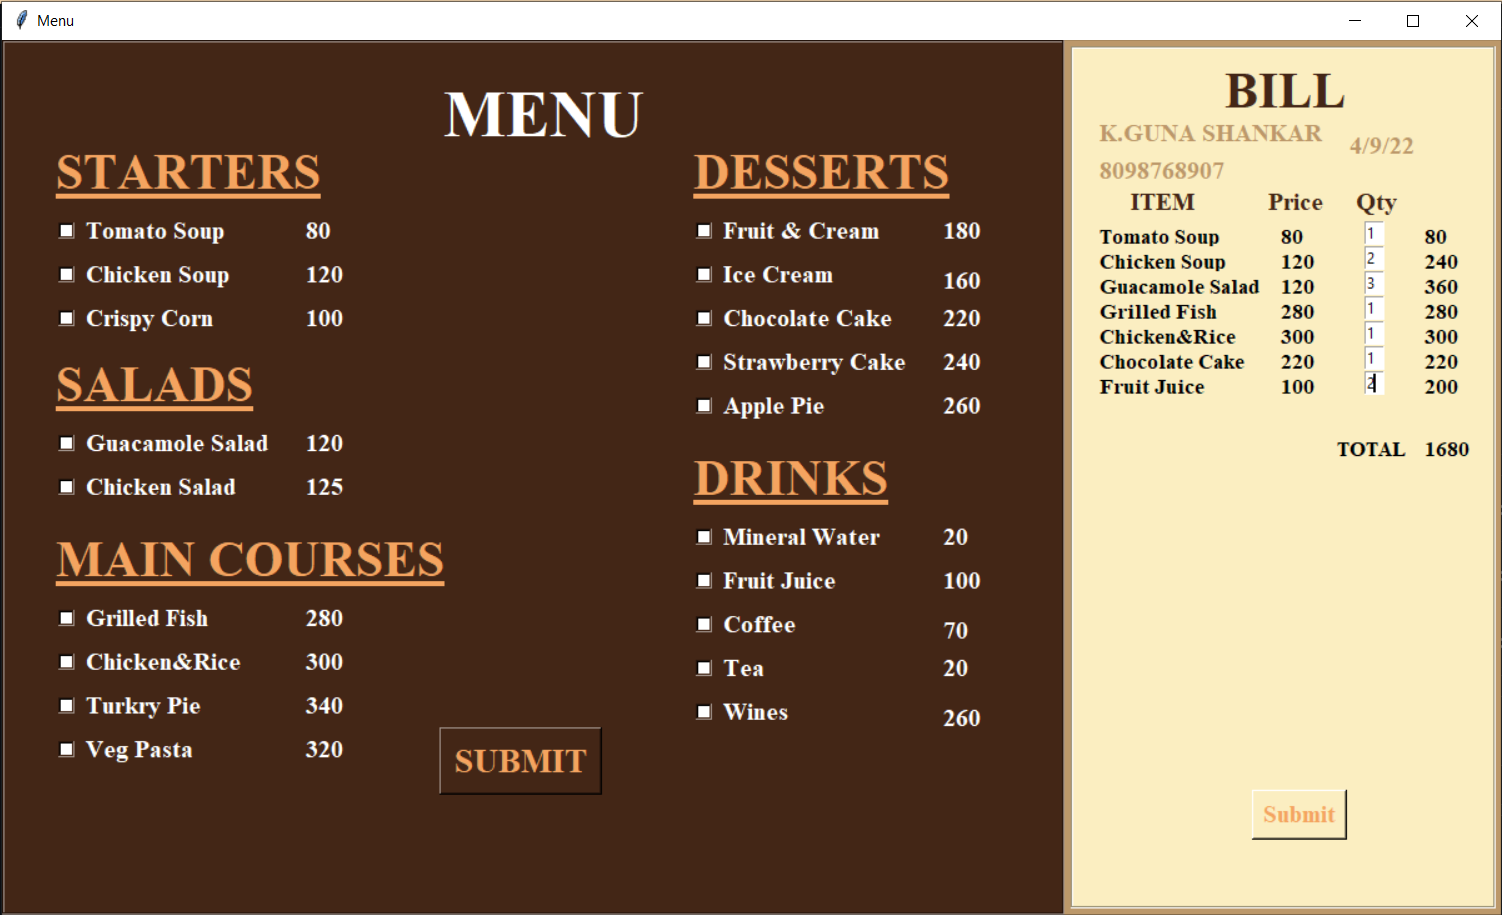 Menu
MENU
STARTERS
Tomato Soup 80
Chicken Soup 120
Crispy Corn 100
SALADS
Guacamole Salad 120
Chicken Salad 125
MAIN COURSES
Grilled Fish 280
Chicken&Rice 300
Turkry Pie 340
Veg Pasta 320
SUBMIT
DESSERTS
Fruit & Cream 180
Ice Cream 160
Chocolate Cake 220
Strawberry Cake 240
Apple Pie 260
DRINKS
Mineral Water 20
Fruit Juice 100
Coffee 70
Tea 20
Wines 260
BILL
K.GUNA SHANKAR 4/9/22
8098768907
ITEM Price Qty
Tomato Soup 80 1 80
Chicken Soup 120 2 240
Guacamole Salad 120 3 360
Grilled Fish 280 1 280
Chicken&Rice 300 1 300
Chocolate Cake 220 1 220
Fruit Juice 100 2 200
TOTAL 1680
Submit